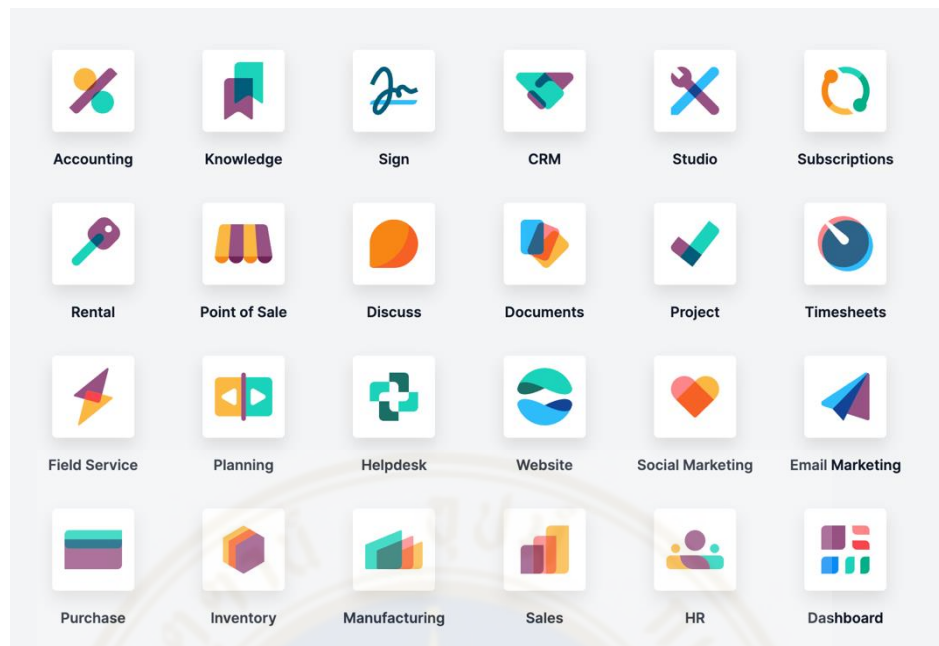 Accounting Knowledge Sign CRM Studio Subscriptions
Rental Point of Sale Discuss Documents Project Timesheets
Field Service Planning Helpdesk Website Social Marketing Email Marketing
Purchase Inventory Manufacturing Sales HR Dashboard